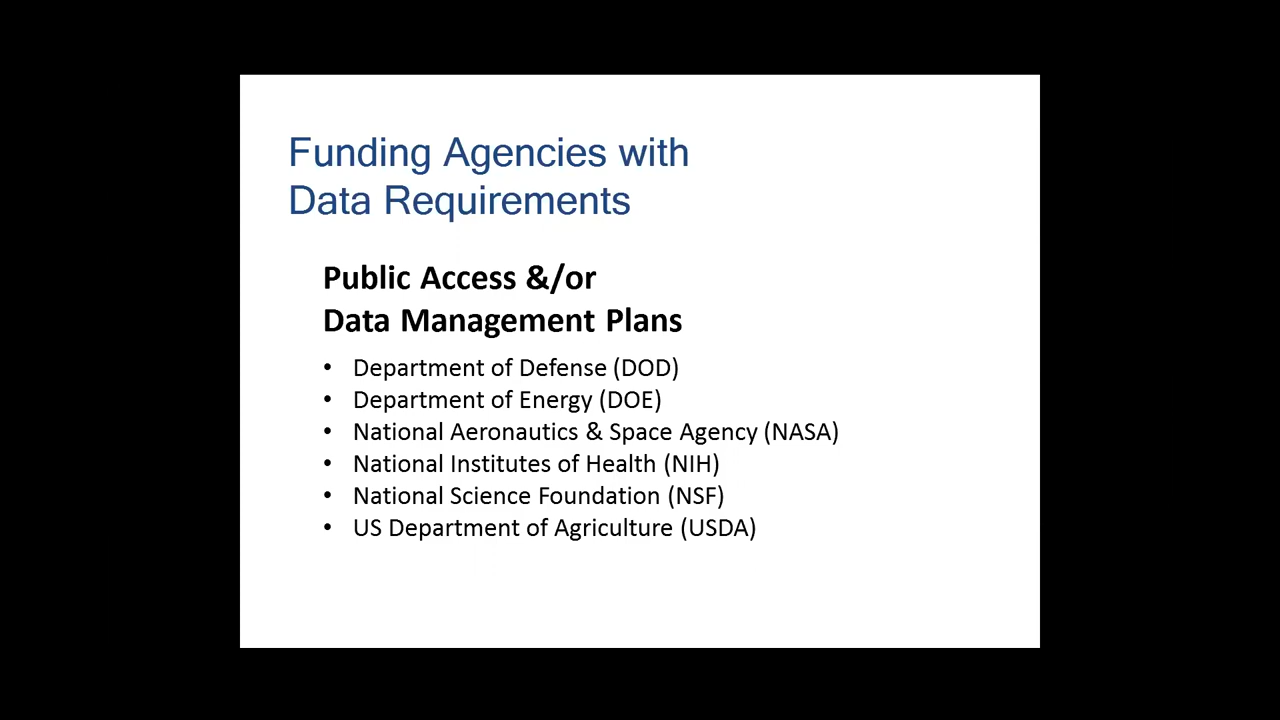 Funding Agencies with
Data Requirements
Public Access &/or
Data Management Plans
• Department of Defense (DOD)
• Department of Energy (DOE)
• National Aeronautics & Space Agency (NASA)
• National Institutes of Health (NIH)
• National Science Foundation (NSF)
• US Department of Agriculture (USDA)